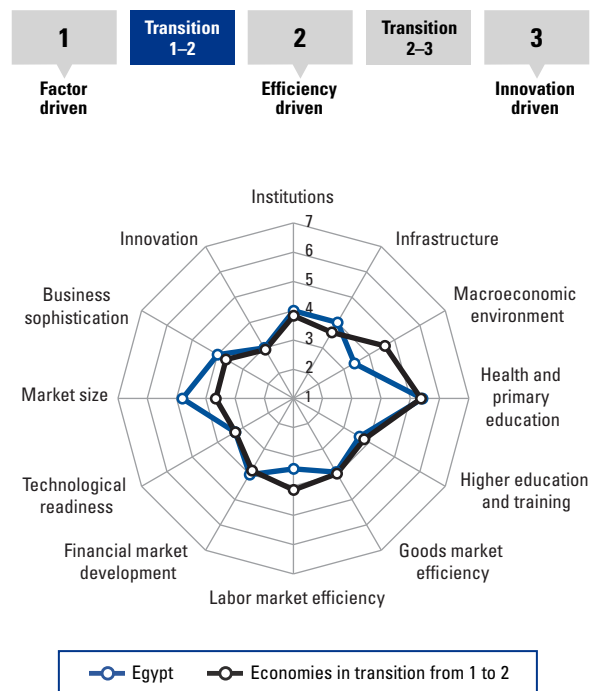 1
Transition
1–2
2
Transition
2–3
3
Factor
driven
Efficiency
driven
Innovation
driven
Institutions
7
Innovation
Infrastructure
6
5
Business
sophistication
Macroeconomic
environment
4
3
2
Market size
1
Health and
primary
education
Technological
readiness
Higher education
and training
Financial market
development
Goods market
efficiency
Labor market efficiency
Egypt
Economies in transition from 1 to 2